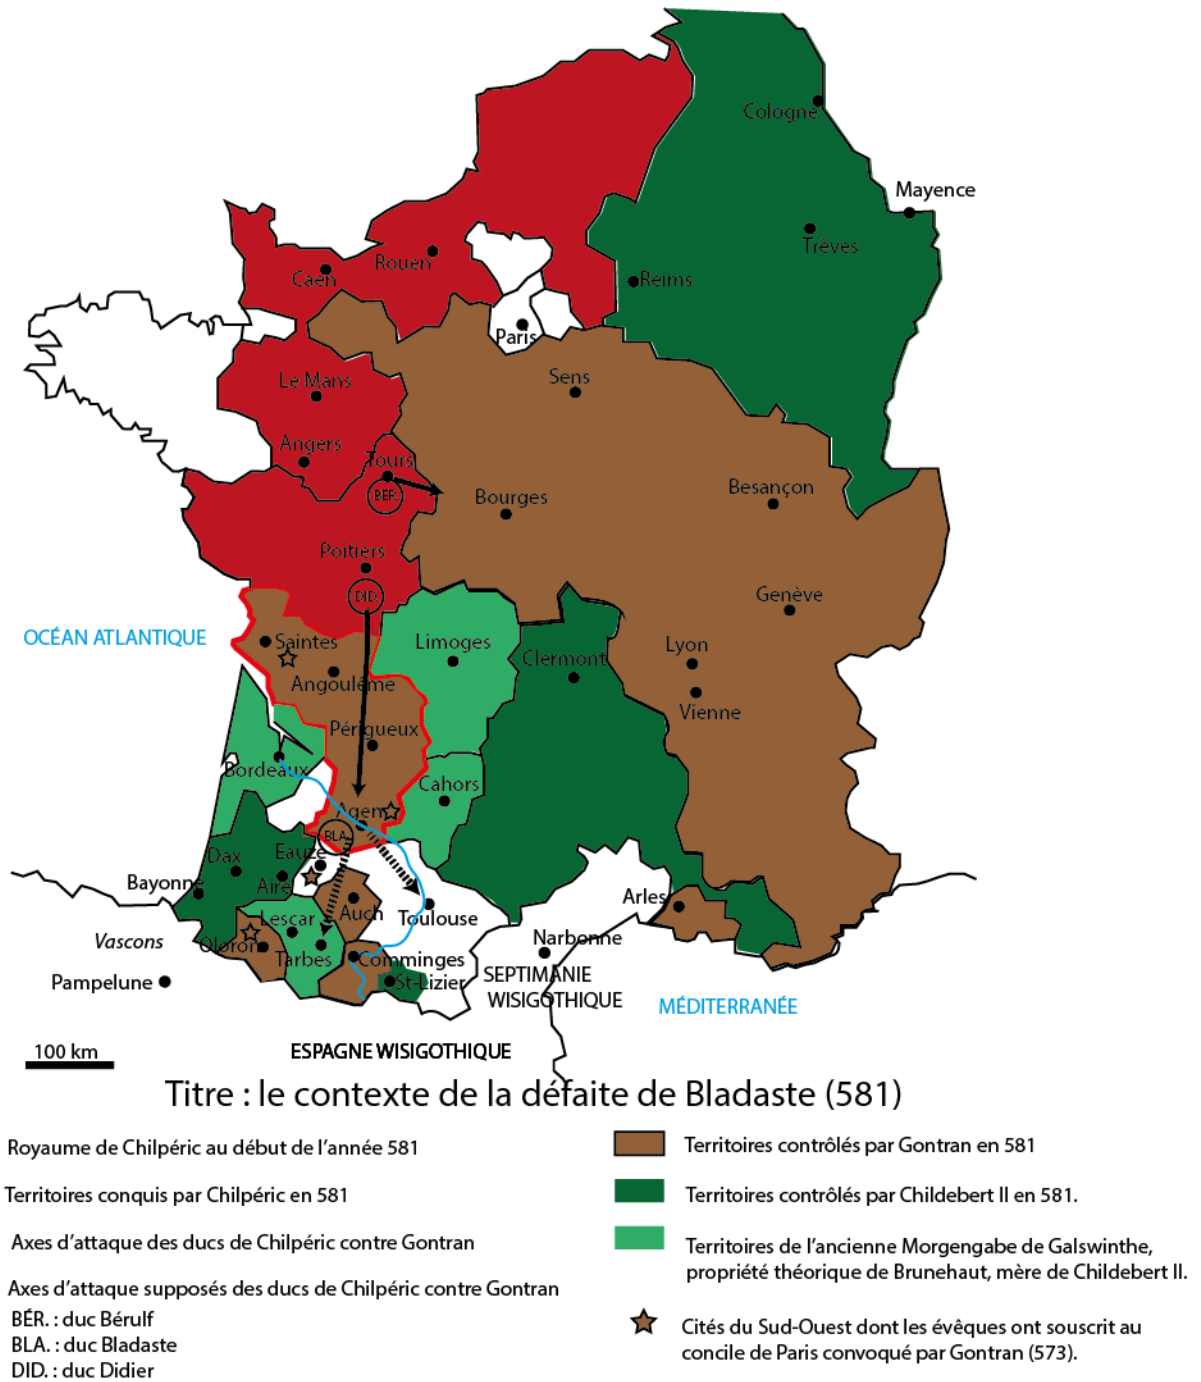 Cologne
Mayence
Trèves
Reims
Rouen
Caen
Paris
Sens
Le Mans
Angers
Tours
BÉR.
Bourges
Besançon
Poitiers
DID.
Genève
OCÉAN ATLANTIQUE
Saintes
Limoges
Lyon
Clermont
Angoulême
Vienne
Périgueux
Bordeaux
Cahors
Agen
BLA.
Dax
Eauze
Bayonne
Aire
Arles
Lescar
Auch
Toulouse
Vascons
Oloron
Narbonne
Tarbes
Comminges
Pampelune
St-Lizier
SEPTIMANIE
WISIGOTHIQUE
MÉDITERRANÉE
100 km
ESPAGNE WISIGOTHIQUE
Titre : le contexte de la défaite de Bladaste (581)
Royaume de Chilpéric au début de l'année 581
Territoires conquis par Chilpéric en 581
Axes d'attaque des ducs de Chilpéric contre Gontran
Axes d'attaque supposés des ducs de Chilpéric contre Gontran
BÉR. : duc Bérulf
BLA. : duc Bladaste
DID. : duc Didier
Territoires contrôlés par Gontran en 581
Territoires contrôlés par Childebert II en 581.
Territoires de l'ancienne Morgengabe de Galswinthe,
propriété théorique de Brunehaut, mère de Childebert II.
Cités du Sud-Ouest dont les évêques ont souscrit au
concile de Paris convoqué par Gontran (573).